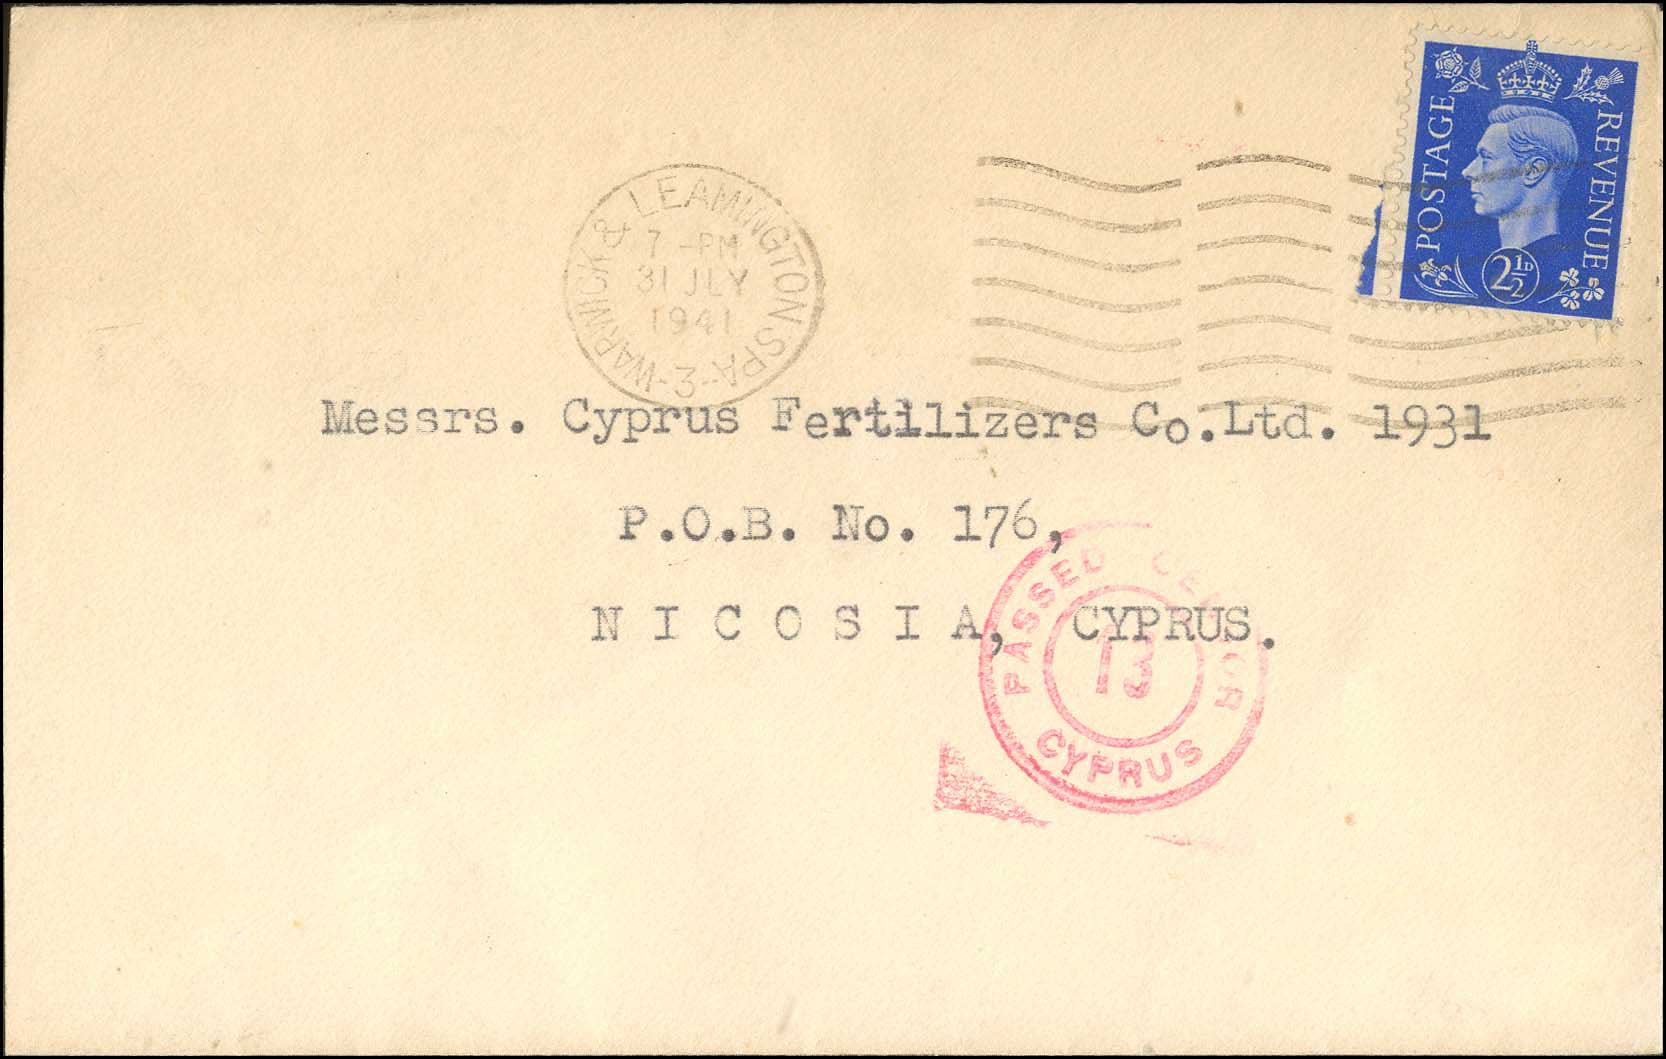 POSTAGE REVENUE
2½D
WARWICK & LEAMINGTON SPA
7 - PM
31 JLY
1941
-3-
Messrs. Cyprus Fertilizers Co.Ltd. 1931
P.O.B. No. 176,
NICOSIA, CYPRUS.
PASSED CENSOR
13
CYPRUS